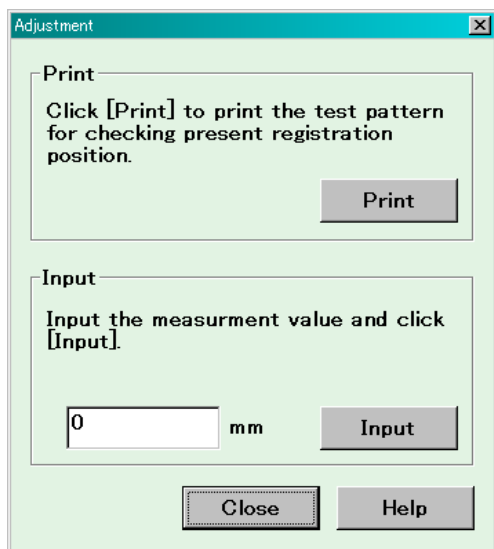 Adjustment
Print
Click [Print] to print the test pattern
for checking present registration
position.
Print
Input
Input the measurment value and click
[Input].
0 mm Input
Close Help